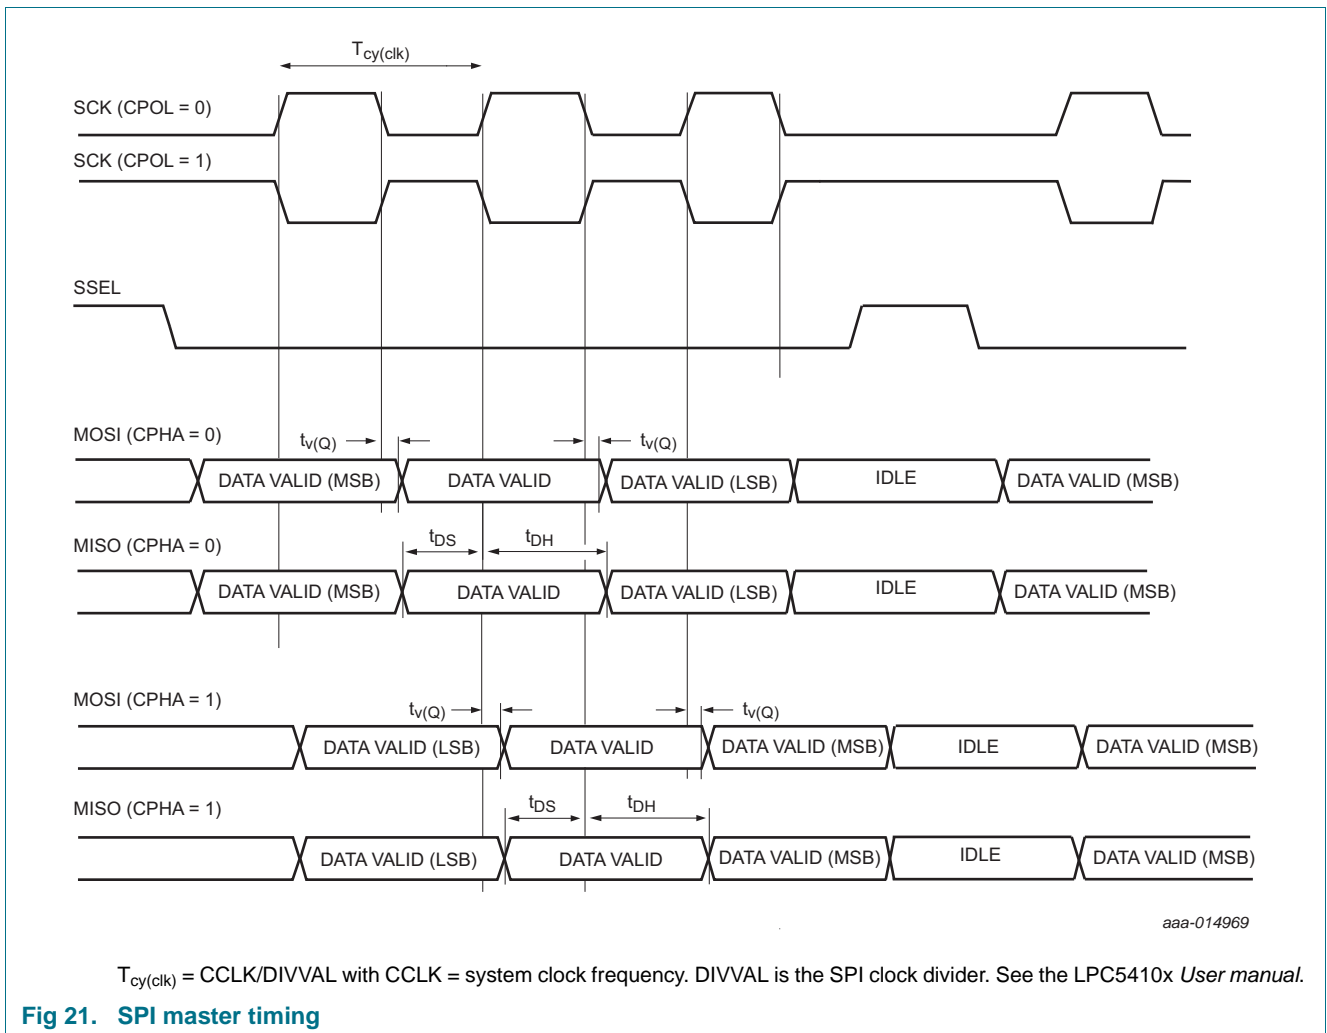 Tcy(clk)
SCK (CPOL = 0)
SCK (CPOL = 1)
SSEL
MOSI (CPHA = 0)
tv(Q) tv(Q)
DATA VALID (MSB) DATA VALID DATA VALID (LSB) IDLE DATA VALID (MSB)
MISO (CPHA = 0)
tDS tDH
DATA VALID (MSB) DATA VALID DATA VALID (LSB) IDLE DATA VALID (MSB)
MOSI (CPHA = 1)
tv(Q) tv(Q)
DATA VALID (LSB) DATA VALID DATA VALID (MSB) IDLE DATA VALID (MSB)
MISO (CPHA = 1)
tDS tDH
DATA VALID (LSB) DATA VALID DATA VALID (MSB) IDLE DATA VALID (MSB)
aaa-014969
Tcy(clk) = CCLK/DIVVAL with CCLK = system clock frequency. DIVVAL is the SPI clock divider. See the LPC5410x User manual.
Fig 21. SPI master timing